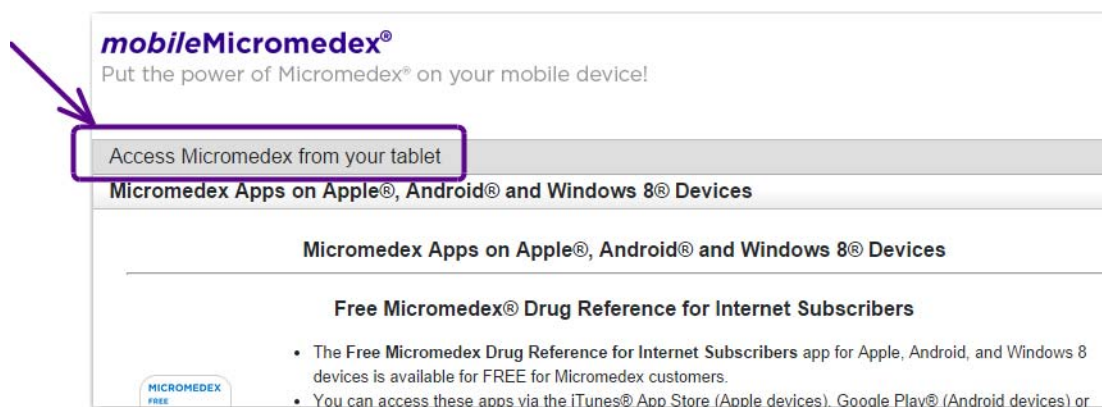 mobileMicromedex®
Put the power of Micromedex® on your mobile device!
Access Micromedex from your tablet
Micromedex Apps on Apple®, Android® and Windows 8® Devices
Micromedex Apps on Apple®, Android® and Windows 8® Devices
Free Micromedex® Drug Reference for Internet Subscribers
• The Free Micromedex Drug Reference for Internet Subscribers app for Apple, Android, and Windows 8
devices is available for FREE for Micromedex customers.
MICROMEDEX
FREE
• You can access these apps via the iTunes® App Store (Apple devices), Google Play® (Android devices) or